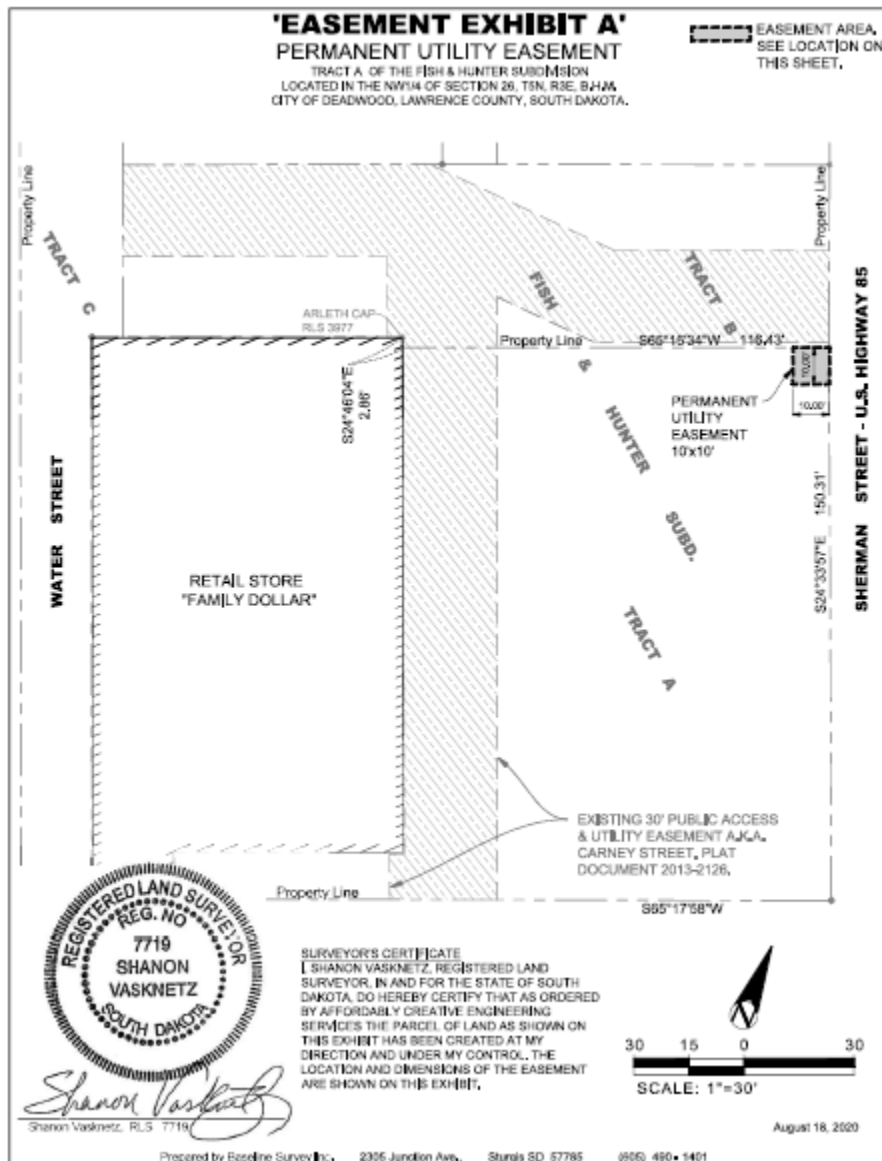 'EASEMENT EXHIBIT A'
PERMANENT UTILITY EASEMENT
TRACT A OF THE FISH & HUNTER SUBDIVISION
LOCATED IN THE NW1/4 OF SECTION 26, T5N, R3E, B.H.M.
CITY OF DEADWOOD, LAWRENCE COUNTY, SOUTH DAKOTA.
EASEMENT AREA.
SEE LOCATION ON
THIS SHEET.
Property Line
Property Line
TRACT C
FISH & HUNTER SUBD.
TRACT B
ARLETH CAP
RLS 3977
Property Line
S65°15'34"W 116.43'
S24°46'04"E
2.86'
10.00'
10.00'
PERMANENT
UTILITY
EASEMENT
10'x10'
WATER STREET
SHERMAN STREET - U.S. HIGHWAY 85
S24°33'57"E 150.31'
RETAIL STORE
"FAMILY DOLLAR"
TRACT A
EXISTING 30' PUBLIC ACCESS
& UTILITY EASEMENT A.K.A.
CARNEY STREET, PLAT
DOCUMENT 2013-2126.
Property Line
S65°17'58"W
REGISTERED LAND SURVEYOR
REG. NO
7719
SHANON
VASKNETZ
SOUTH DAKOTA
SURVEYOR'S CERTIFICATE
I, SHANON VASKNETZ, REGISTERED LAND
SURVEYOR, IN AND FOR THE STATE OF SOUTH
DAKOTA, DO HEREBY CERTIFY THAT AS ORDERED
BY AFFORDABLY CREATIVE ENGINEERING
SERVICES THE PARCEL OF LAND AS SHOWN ON
THIS EXHIBIT HAS BEEN CREATED AT MY
DIRECTION AND UNDER MY CONTROL. THE
LOCATION AND DIMENSIONS OF THE EASEMENT
ARE SHOWN ON THIS EXHIBIT.
N
30 15 0 30
SCALE: 1"=30'
Shanon Vasknetz
Shanon Vasknetz, RLS 7719
August 18, 2020
Prepared by Baseline Survey Inc. 2305 Junction Ave., Sturgis SD 57785 (605) 490-1401